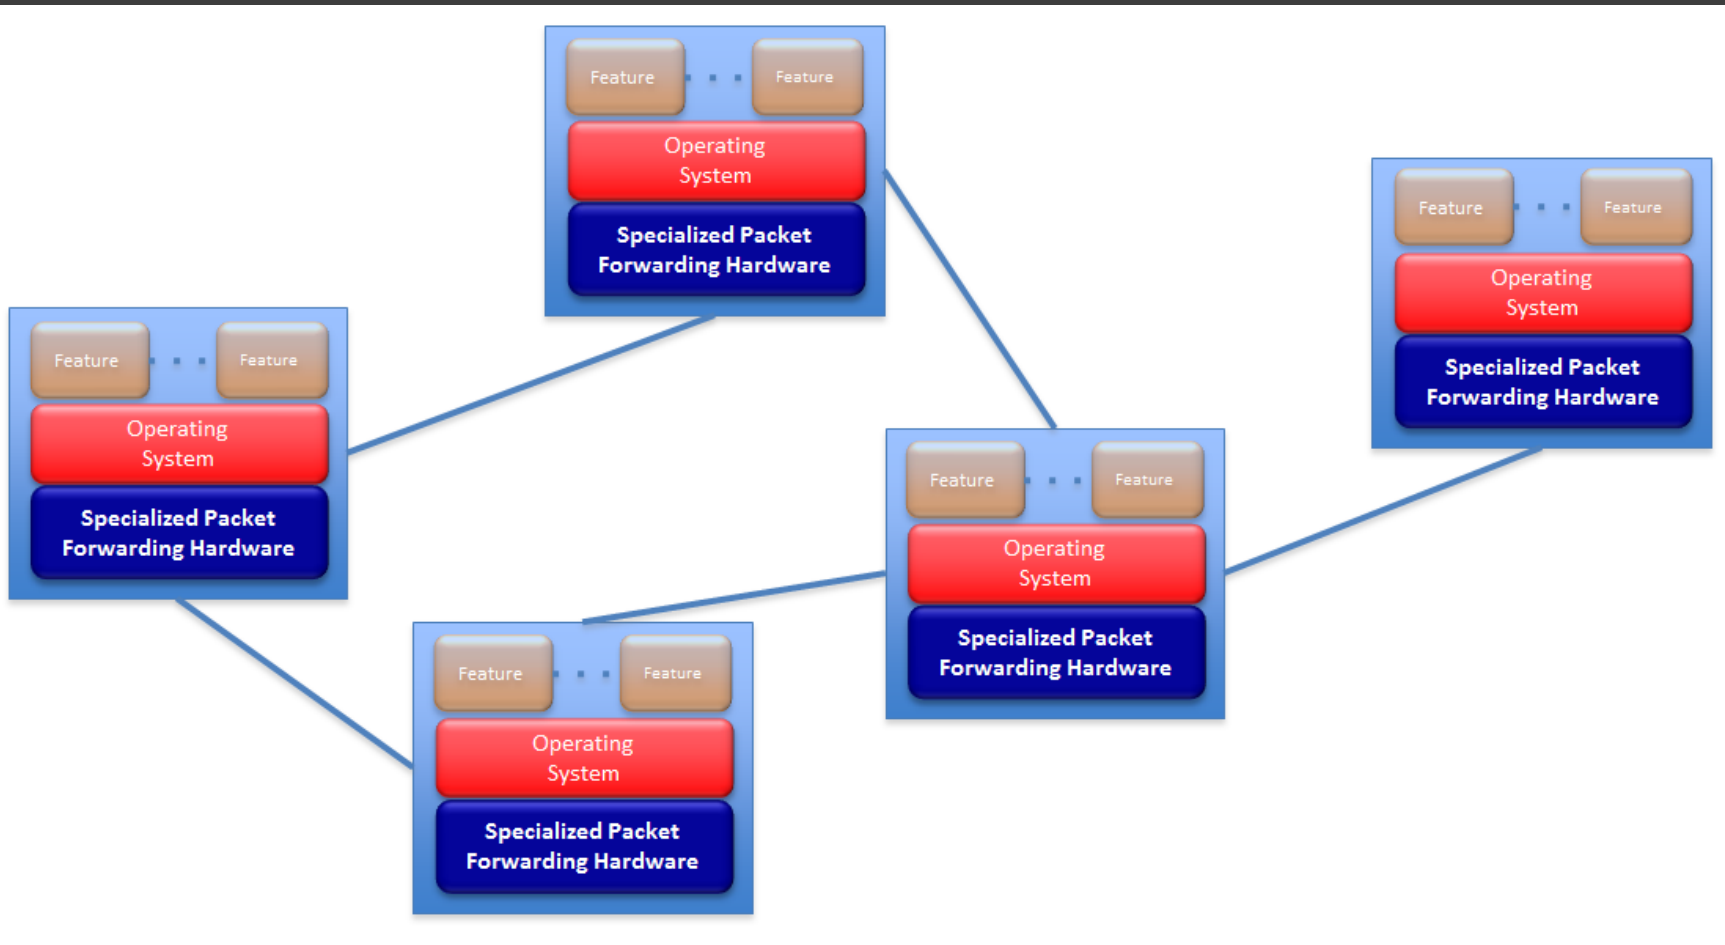 Feature
Feature
Operating
System
Specialized Packet
Forwarding Hardware
Feature
Feature
Operating
System
Specialized Packet
Forwarding Hardware
Feature
Feature
Operating
System
Specialized Packet
Forwarding Hardware
Feature
Feature
Operating
System
Specialized Packet
Forwarding Hardware
Feature
Feature
Operating
System
Specialized Packet
Forwarding Hardware